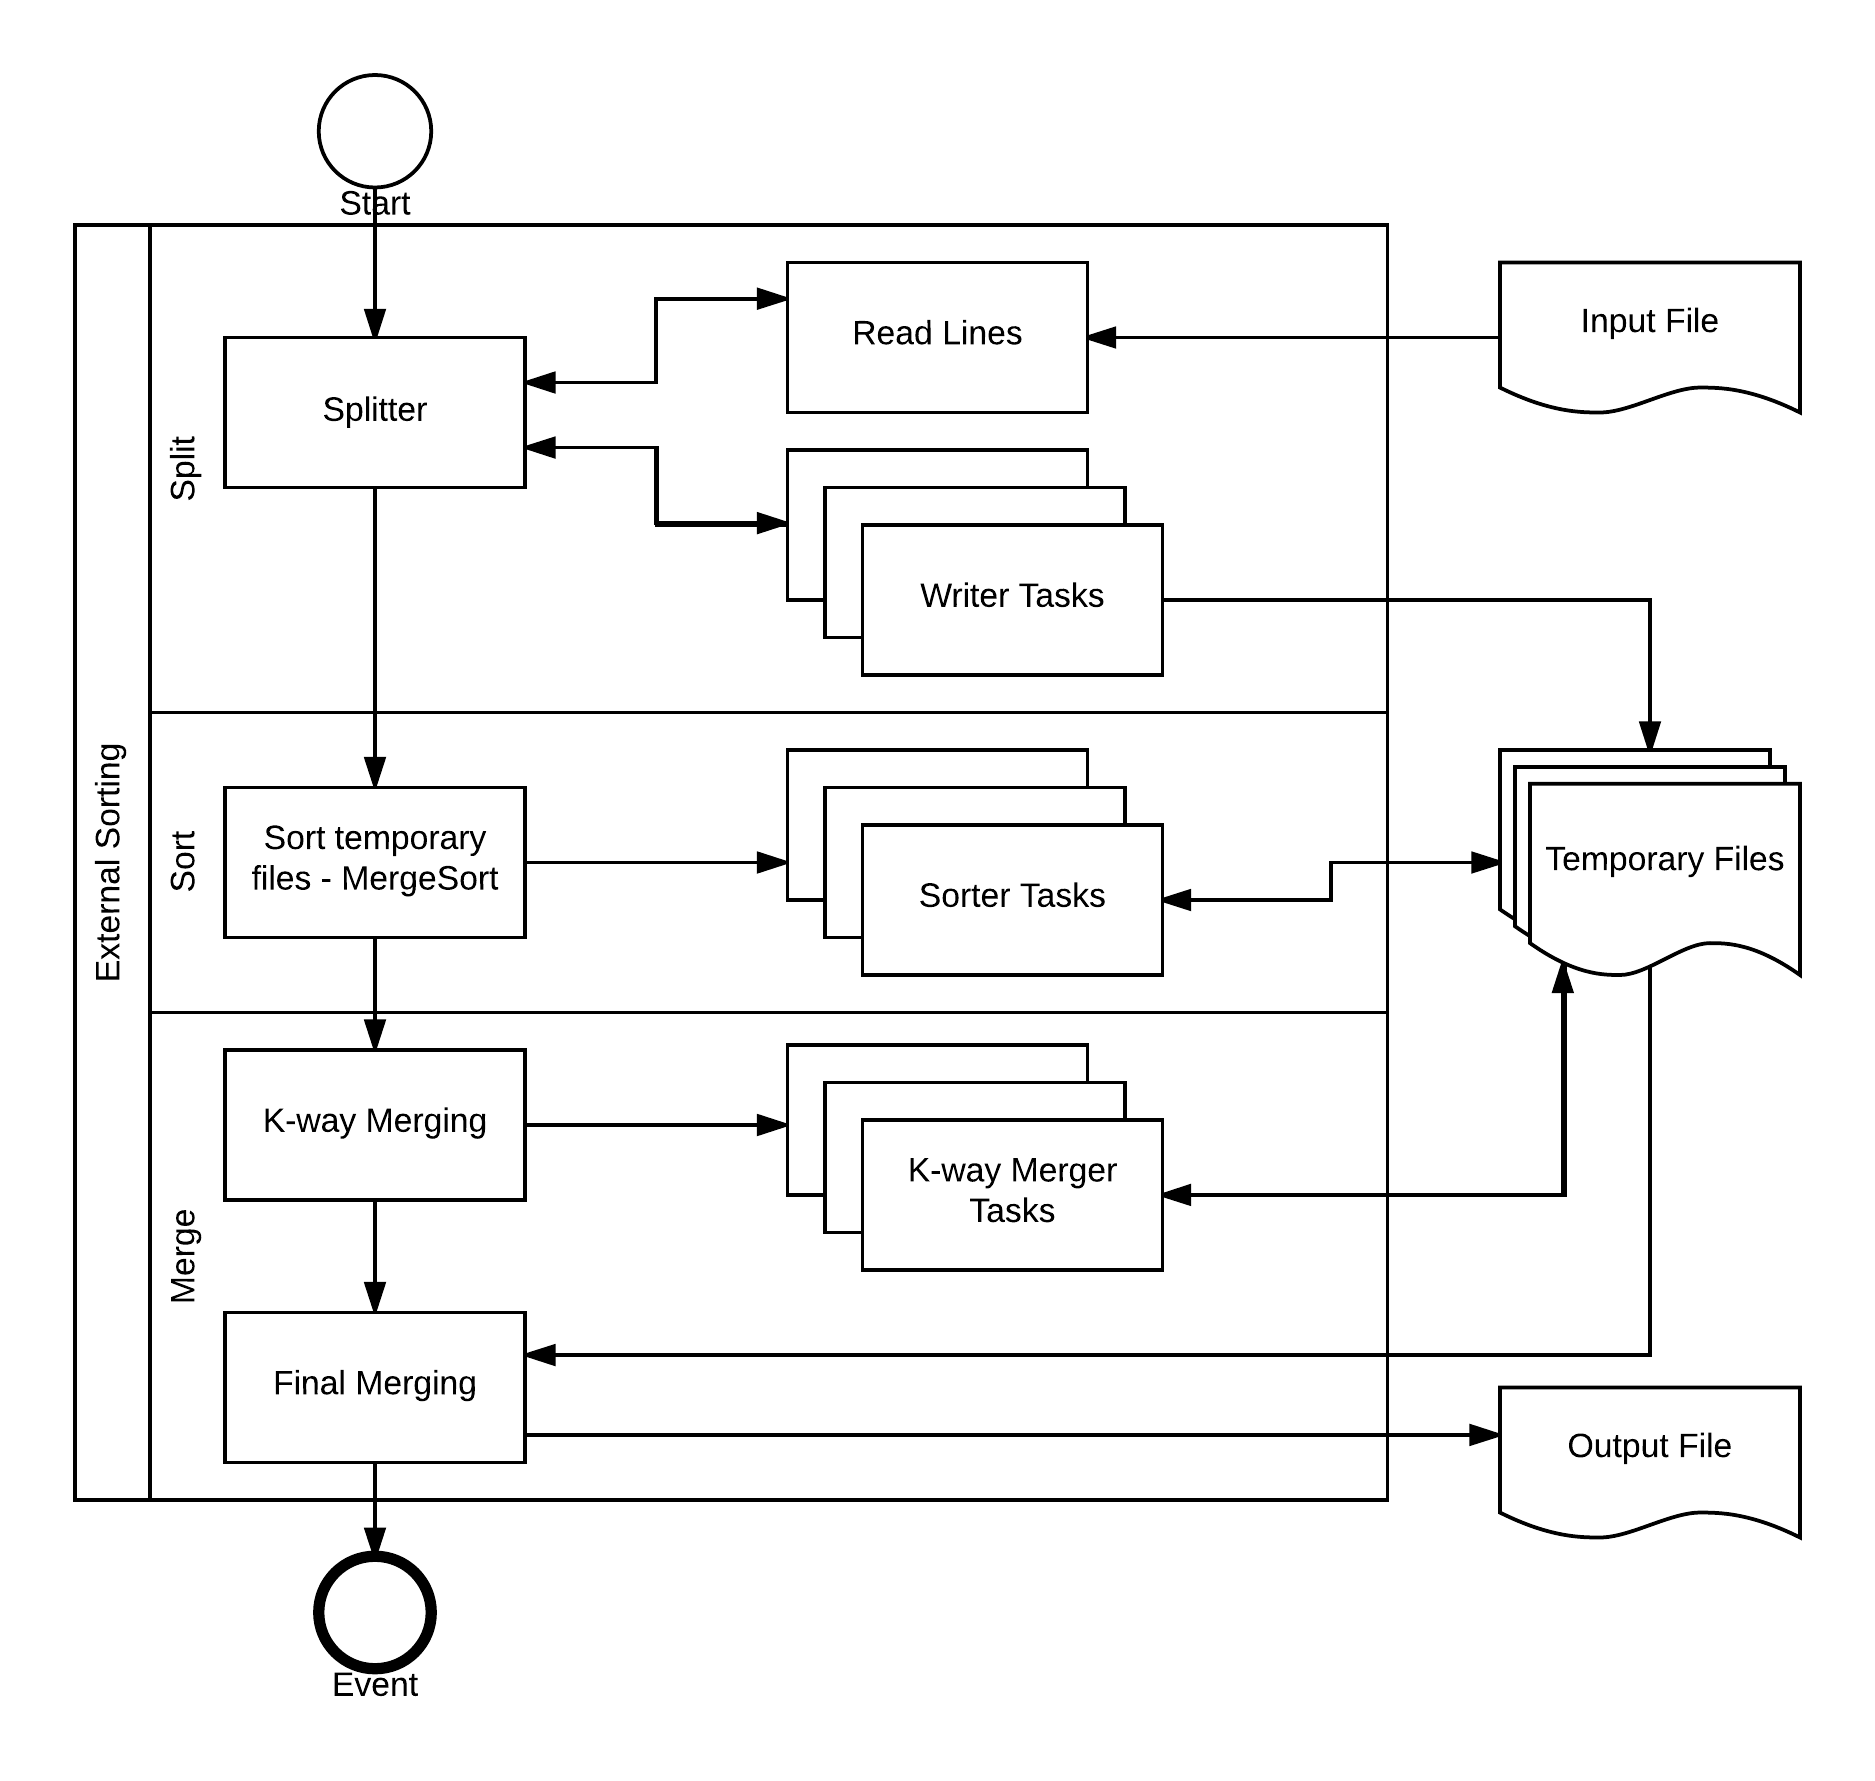 Start
External Sorting
Split
Splitter
Read Lines
Input File
Writer Tasks
Sort
Sort temporary
files - MergeSort
Sorter Tasks
Temporary Files
Merge
K-way Merging
K-way Merger
Tasks
Final Merging
Output File
Event